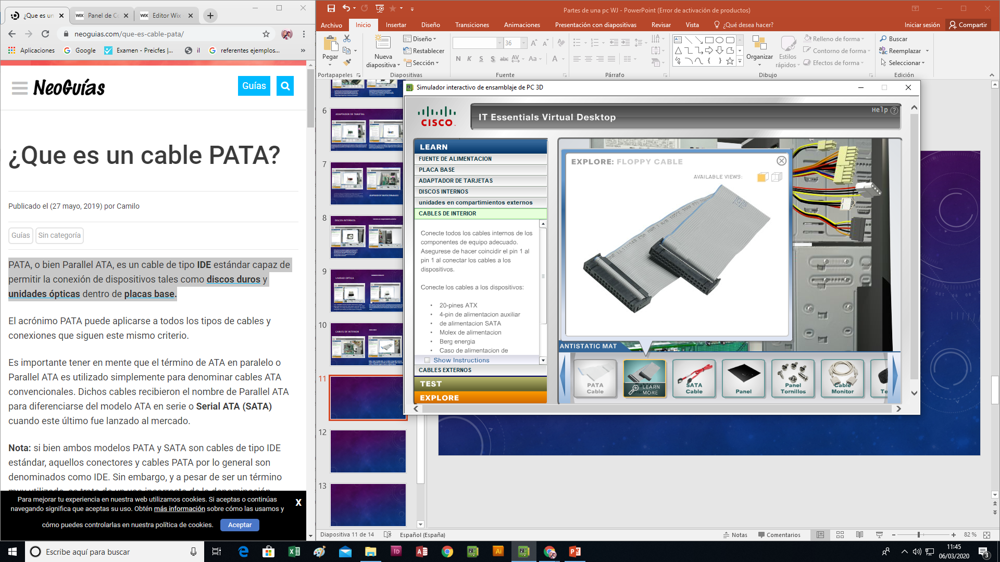 ¿Que es un
Panel de C
Editor Wix
neoguias.com/que-es-cable-pata/
Aplicaciones
Google
Examen - Preicfes |...
il
referentes ejemplos...
»
NeoGuías
Guías
¿Que es un cable PATA?
Publicado el (27 mayo, 2019) por Camilo
Guías
Sin categoría
PATA, o bien Parallel ATA, es un cable de tipo IDE estándar capaz de
permitir la conexión de dispositivos tales como discos duros y
unidades ópticas dentro de placas base.
El acrónimo PATA puede aplicarse a todos los tipos de cables y
conexiones que siguen este mismo criterio.
Es importante tener en mente que el término de ATA en paralelo o
Parallel ATA es utilizado simplemente para denominar cables ATA
convencionales. Dichos cables recibieron el nombre de Parallel ATA
para diferenciarse del modelo ATA en serie o Serial ATA (SATA)
cuando este último fue lanzado al mercado.
Nota: si bien ambos modelos PATA y SATA son cables de tipo IDE
estándar, aquellos conectores y cables PATA por lo general son
denominados como IDE. Sin embargo, y a pesar de ser un término
Para mejorar tu experiencia en nuestra web utilizamos cookies. Si aceptas o continúas
navegando significa que aceptas su uso. Obtén más información sobre cómo las usamos y
cómo puedes controlarlas en nuestra política de cookies.
Aceptar
X
Partes de una pc WJ - PowerPoint (Error de activación de productos)
Archivo
Inicio
Insertar
Diseño
Transiciones
Animaciones
Presentación con diapositivas
Revisar
Vista
¿Qué desea hacer?
Iniciar sesión
Compartir
Pegar
Nueva
diapositiva
Diseño
Restablecer
Sección
36
N K S S abc AV Aa A
Organizar
Estilos
rápidos
Relleno de forma
Contorno de forma
Efectos de forma
Buscar
Reemplazar
Seleccionar
Portapapeles
Diapositivas
Fuente
Párrafo
Dibujo
Edición
6
ADAPTADOR DE TARJETAS
7
8
DISCOS INTERNOS
9
UNIDAD OPTICA
10
CABLES DE INTERIOR
11
12
13
Simulador interactivo de ensamblaje de PC 3D
CISCO
IT Essentials Virtual Desktop
Help ?
LEARN
FUENTE DE ALIMENTACION
PLACA BASE
ADAPTADOR DE TARJETAS
DISCOS INTERNOS
unidades en compartimientos externos
CABLES DE INTERIOR
Conecte todos los cables internos de los
componentes de equipo adecuado.
Asegurese de hacer coincidir el pin 1 al
pin 1 al conectar los cables a los
dispositivos.
Conecte los cables a los dispositivos:
• 20-pines ATX
• 4-pin de alimentacion auxiliar
• de alimentacion SATA
• Molex de alimentacion
• Berg energia
• Caso de alimentacion de
Show Instructions
CABLES EXTERNOS
TEST
EXPLORE
EXPLORE: FLOPPY CABLE
AVAILABLE VIEWS:
ANTISTATIC MAT
PATA
Cable
LEARN
MORE
SATA
Cable
Panel
Panel
Tornillos
Cable
Monitor
Te
Diapositiva 11 de 14
Español (España)
Notas
Comentarios
82 %
Escribe aquí para buscar
11:45
06/03/2020
3